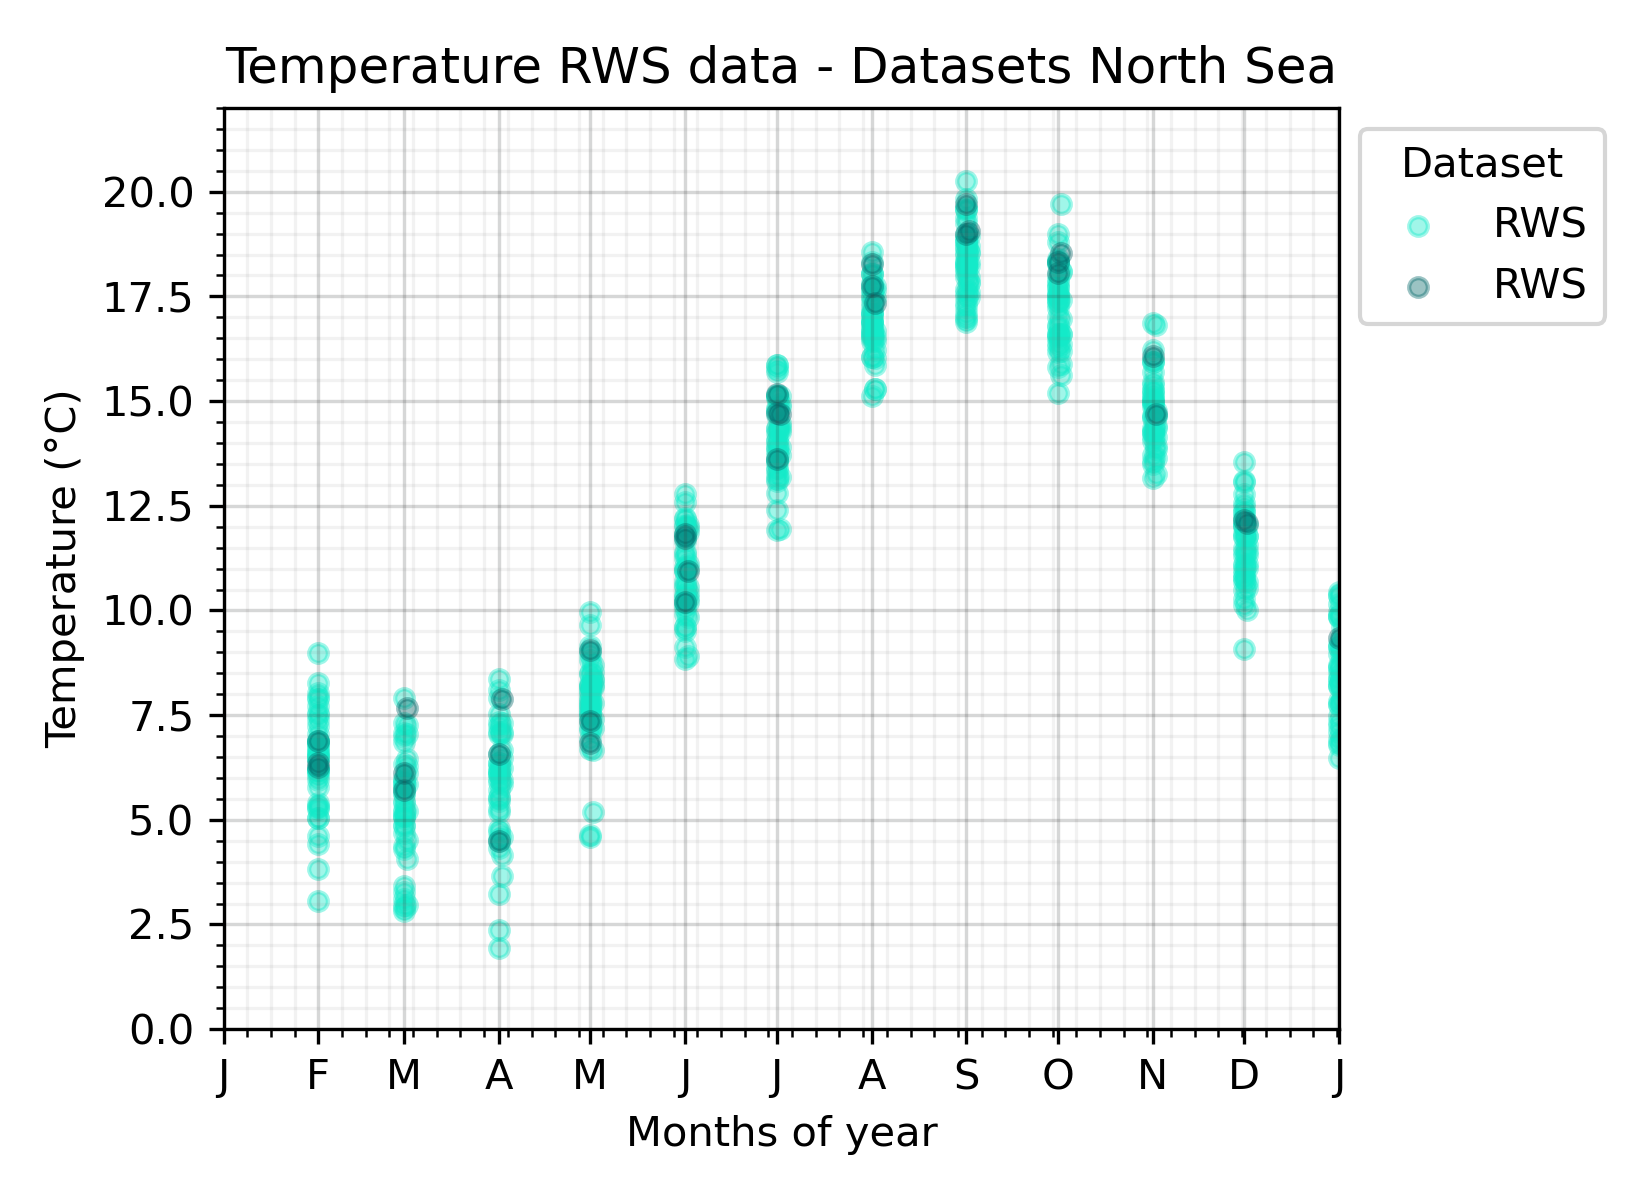 Temperature RWS data - Datasets North Sea
Dataset
RWS
RWS
20.0
17.5
15.0
12.5
10.0
7.5
5.0
2.5
0.0
Temperature (°C)
J F M A M J J A S O N D J
Months of year